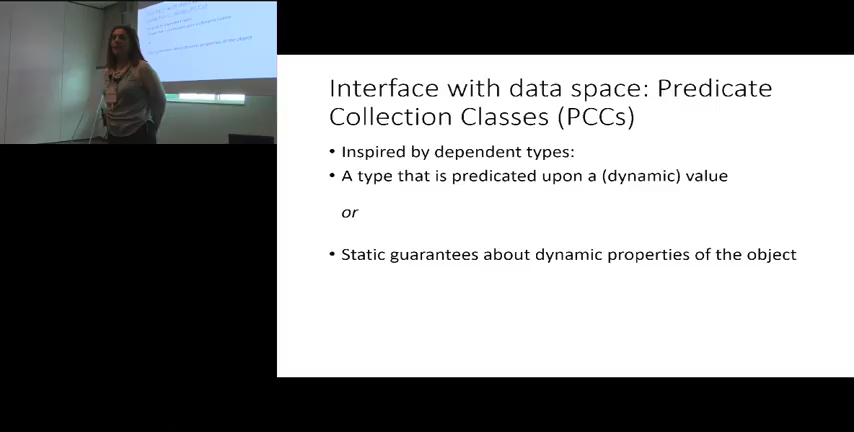 Interface with data space: Predicate
Collection Classes (PCCs)
• Inspired by dependent types:
• A type that is predicated upon a (dynamic) value
or
• Static guarantees about dynamic properties of the object